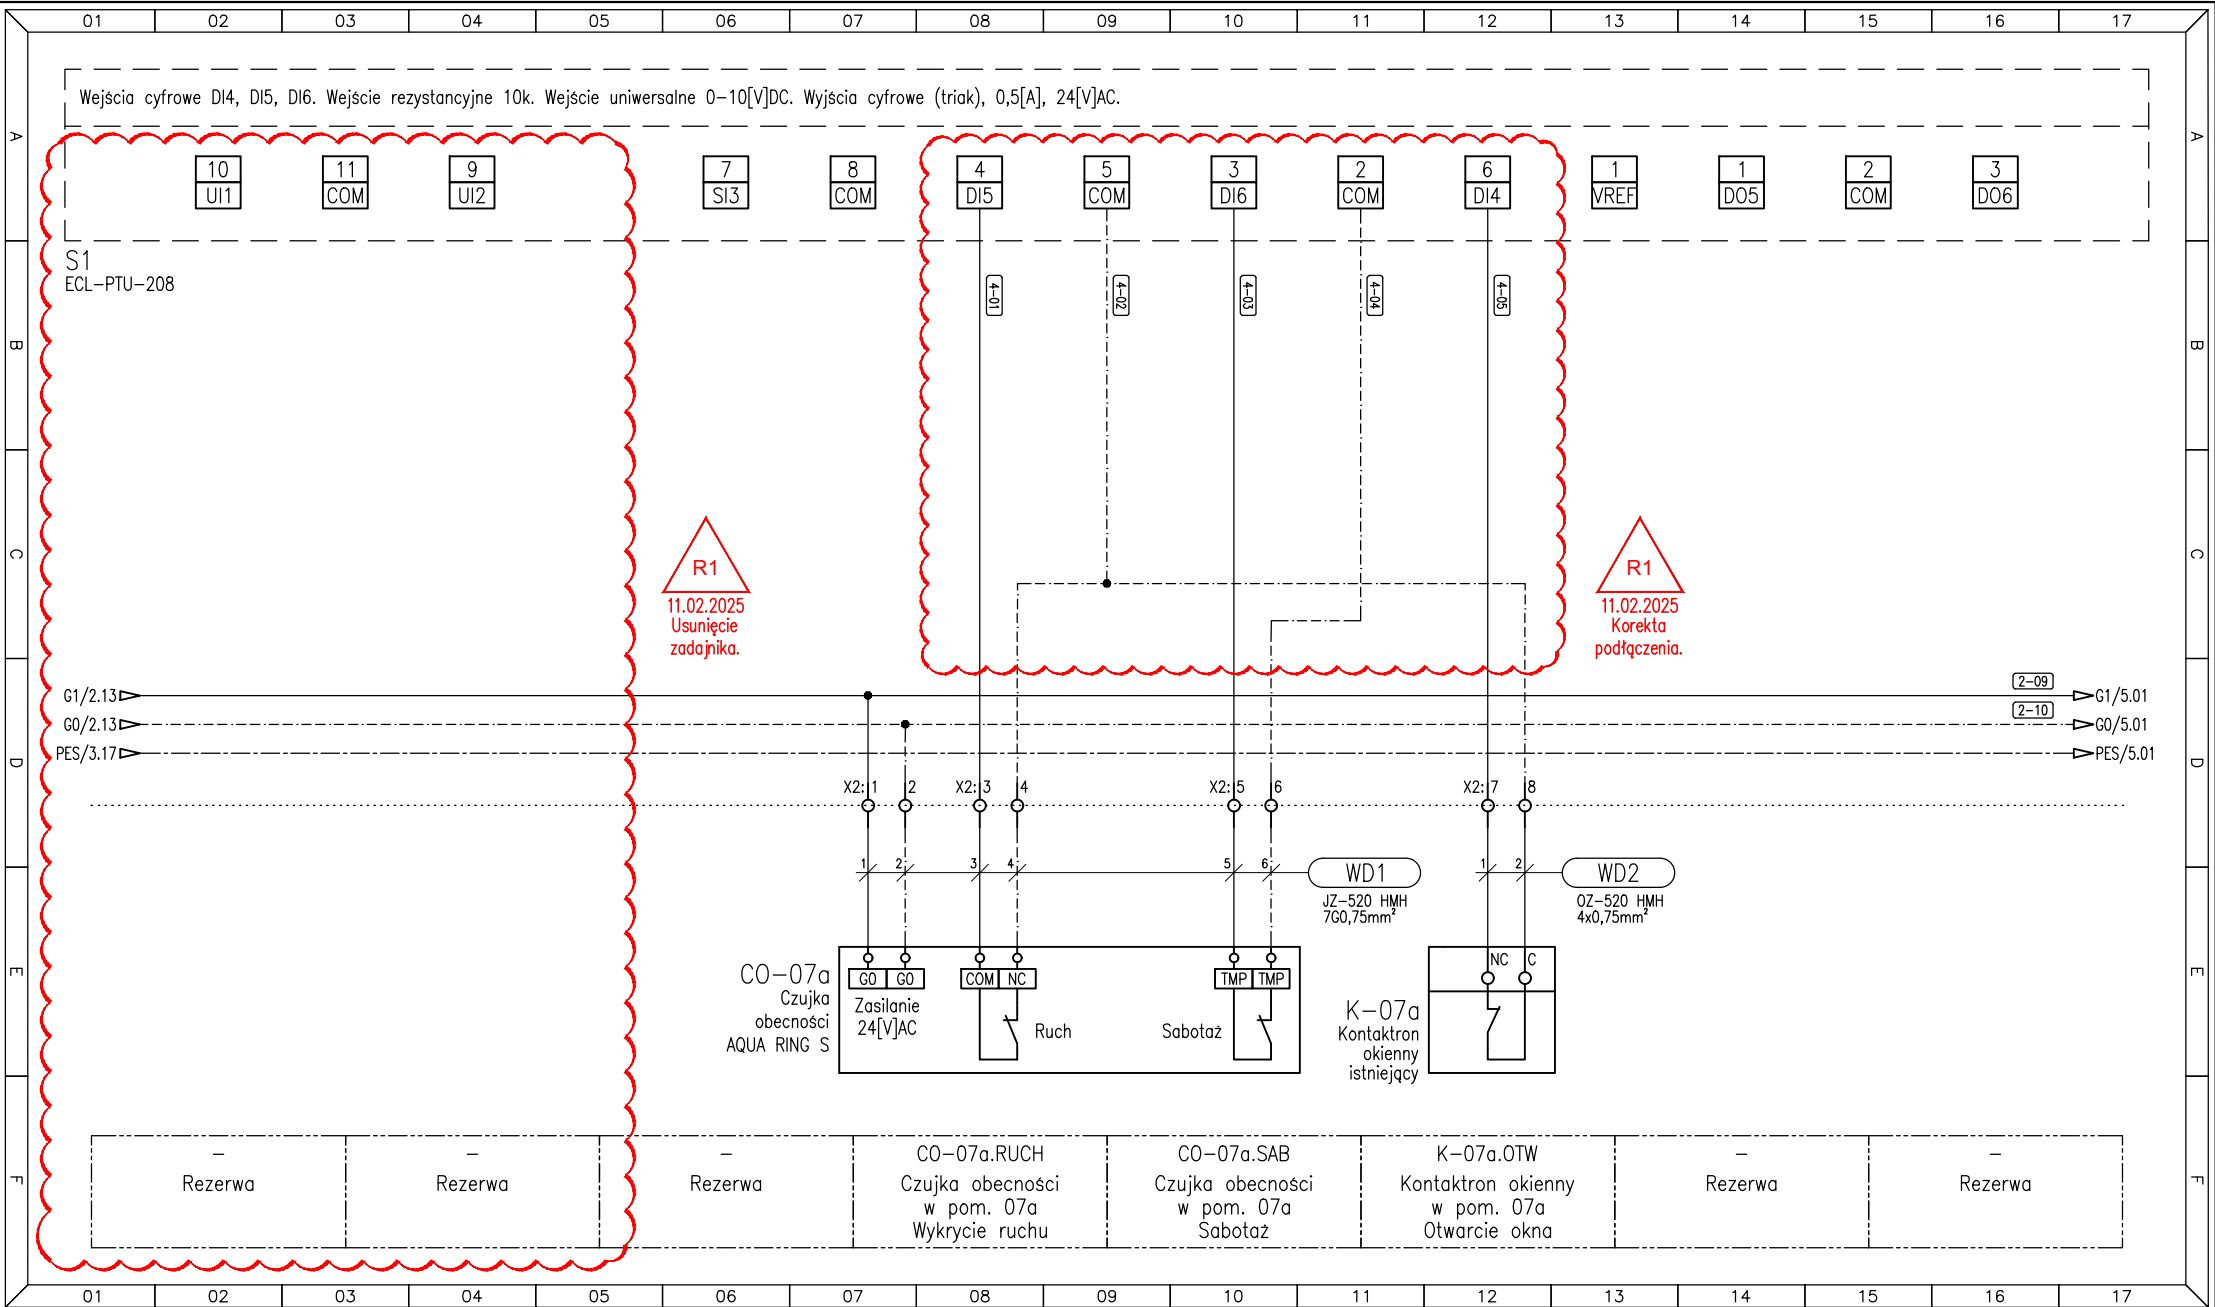 01 02 03 04 05 06 07 08 09 10 11 12 13 14 15 16 17
Wejścia cyfrowe DI4, DI5, DI6. Wejście rezystancyjne 10k. Wejście uniwersalne 0-10[V]DC. Wyjścia cyfrowe (triak), 0,5[A], 24[V]AC.
A A
10 11 9 7 8 4 5 3 2 6 1 1 2 3
UI1 COM UI2 SI3 COM DI5 COM DI6 COM DI4 VREF DO5 COM DO6
S1
ECL-PTU-208
4-01 4-02 4-03 4-04 4-05
B B
C C
R1
11.02.2025
Usunięcie
zadajnika.
R1
11.02.2025
Korekta
podłączenia.
G1/2.13 2-09 G1/5.01
G0/2.13 2-10 G0/5.01
PES/3.17 PES/5.01
D D
X2: 1 2 X2: 3 4 X2: 5 6 X2: 7 8
1 2 3 4 5 6 WD1 1 2 WD2
JZ-520 HMH
7G0,75mm²
OZ-520 HMH
4x0,75mm²
E E
CO-07a
Czujka
obecności
AQUA RING S
G0 G0 COM NC TMP TMP
Zasilanie
24[V]AC
Ruch
Sabotaż
NC C
K-07a
Kontaktron
okienny
istniejący
F F
-
Rezerwa
-
Rezerwa
-
Rezerwa
CO-07a.RUCH
Czujka obecności
w pom. 07a
Wykrycie ruchu
CO-07a.SAB
Czujka obecności
w pom. 07a
Sabotaż
K-07a.OTW
Kontaktron okienny
w pom. 07a
Otwarcie okna
-
Rezerwa
-
Rezerwa
01 02 03 04 05 06 07 08 09 10 11 12 13 14 15 16 17